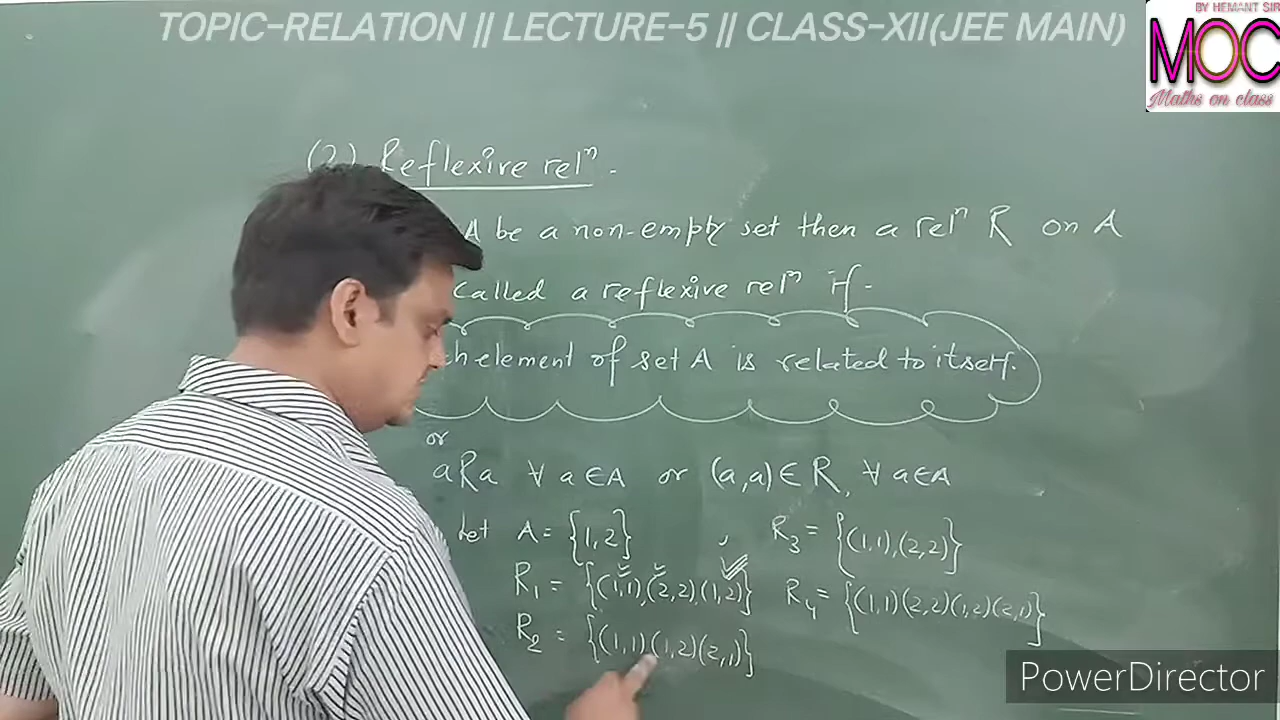 TOPIC-RELATION || LECTURE-5 || CLASS-XII(JEE MAIN)
BY HEMANT SIR
MOC
Maths on class
(2) Reflexive relⁿ.
A be a non-empty set then a relⁿ R on A
called a reflexive relⁿ if-
element of set A is related to itself.
or
aRa ∀ a∈A or (a,a)∈R, ∀ a∈A
Let A = {1,2}
R₁ = {(1,1),(2,2),(1,2)}
R₂ = {(1,1)(1,2)(2,1)}
R₃ = {(1,1),(2,2)}
R₄ = {(1,1)(2,2)(1,2)(2,1)}
PowerDirector